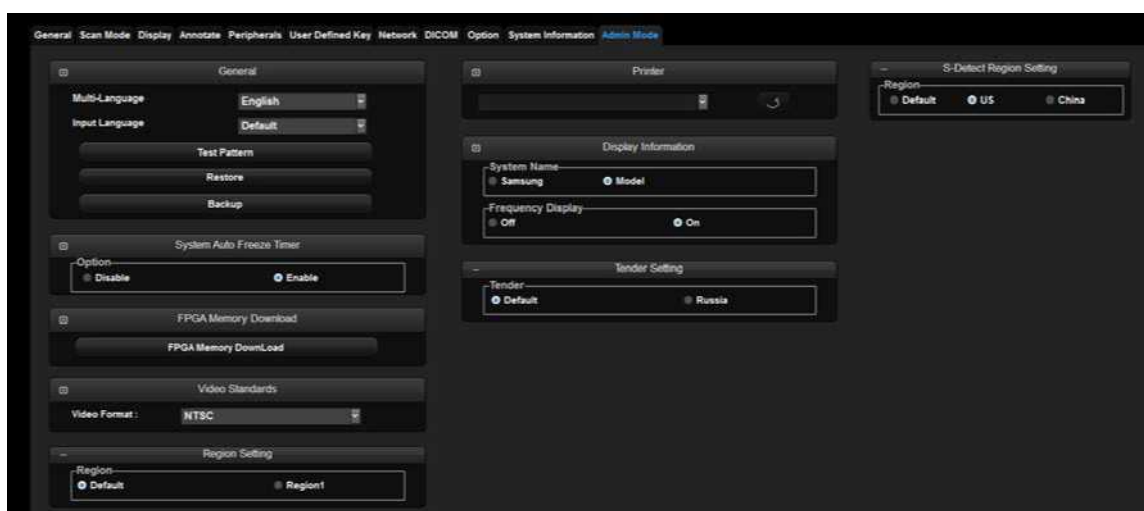 General Scan Mode Display Annotate Peripherals User Defined Key Network DICOM Option System Information Admin Mode
General
Multi-Language English
Input Language Default
Test Pattern
Restore
Backup
System Auto Freeze Timer
Option
Disable Enable
FPGA Memory Download
FPGA Memory DownLoad
Video Standards
Video Format : NTSC
Region Setting
Region
Default Region1
Printer
Display Information
System Name
Samsung Model
Frequency Display
Off On
Tender Setting
Tender
Default Russia
S-Detect Region Setting
Region
Default US China